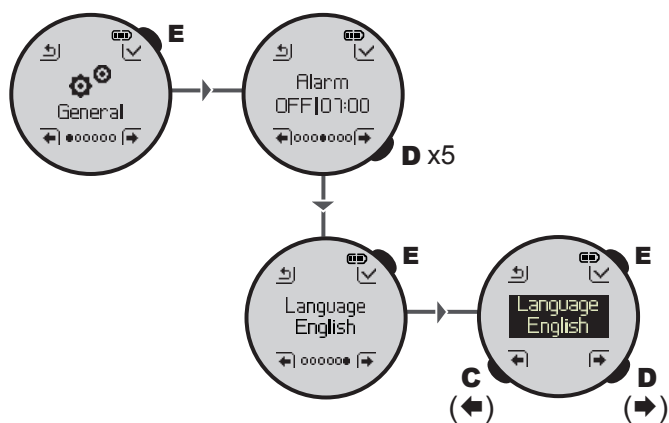 E
General
Alarm
OFF|07:00
D x5
E
Language
English
E
Language
English
C
(←)
D
(→)